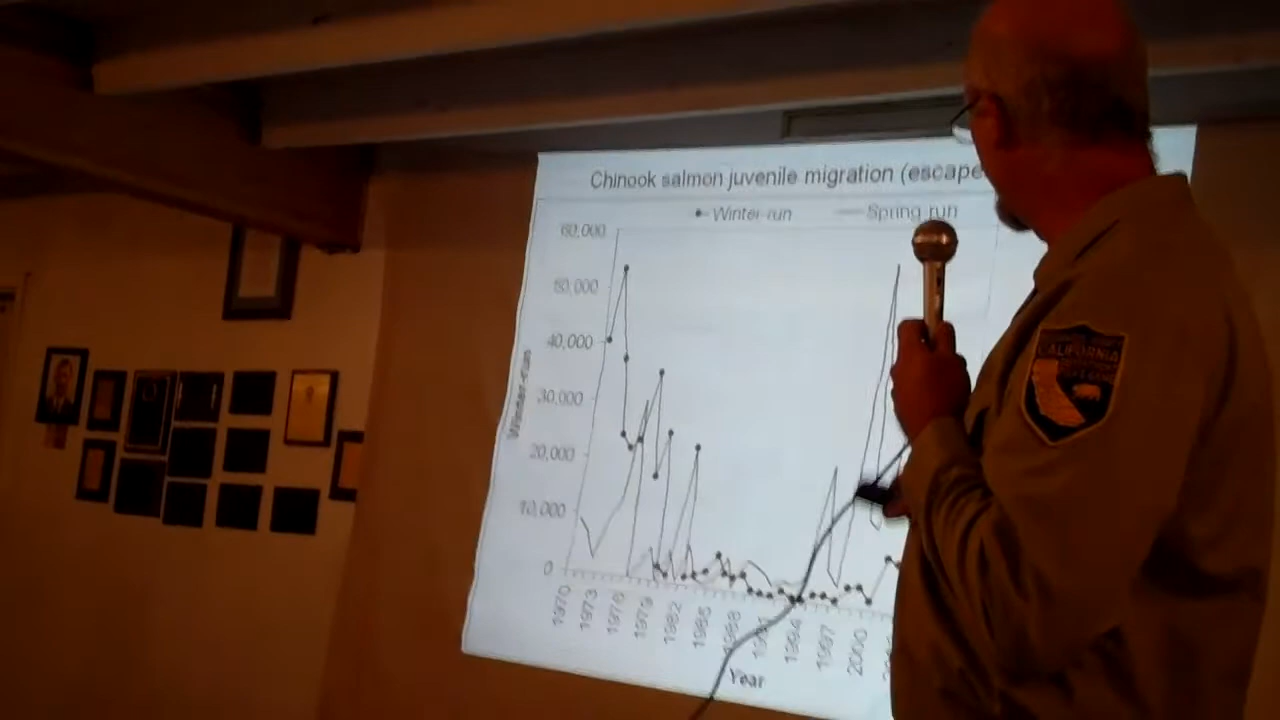 Chinook salmon juvenile migration (escape
Winter-run Spring run
60,000
50,000
40,000
30,000
20,000
10,000
0
Winter-run
1970 1973 1976 1979 1982 1985 1988 1991 1994 1997 2000
Year
CALIFORNIA